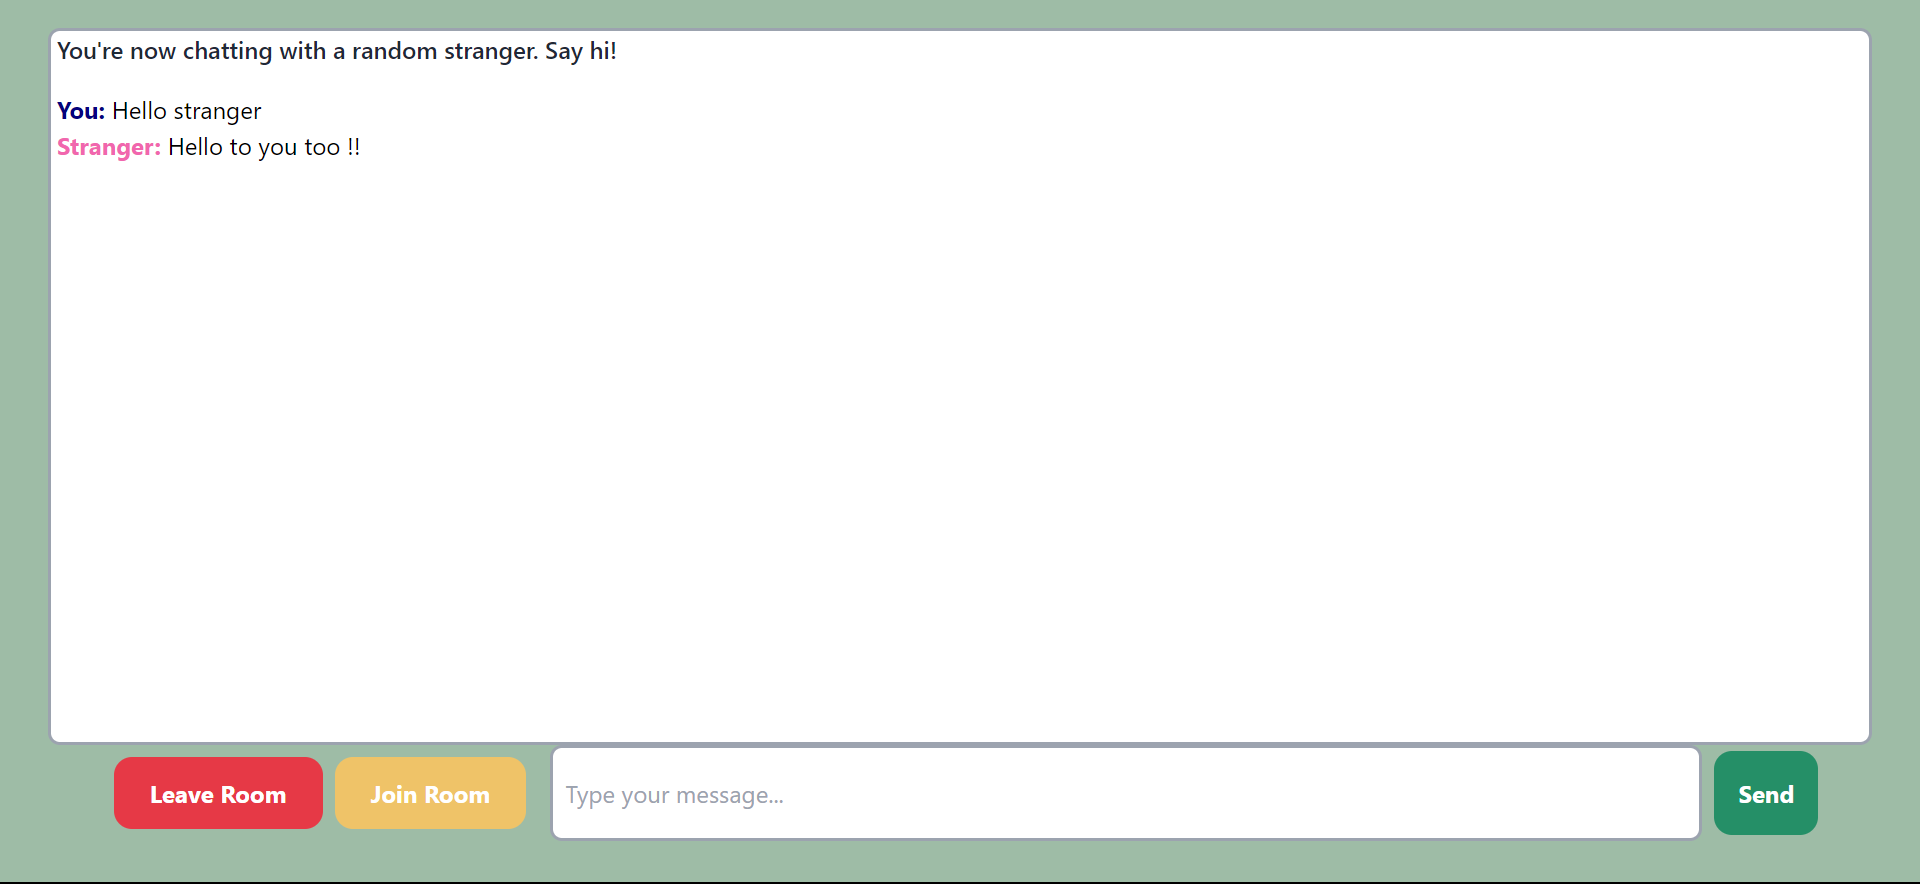 You're now chatting with a random stranger. Say hi!
You: Hello stranger
Stranger: Hello to you too !!
Leave Room
Join Room
Type your message...
Send